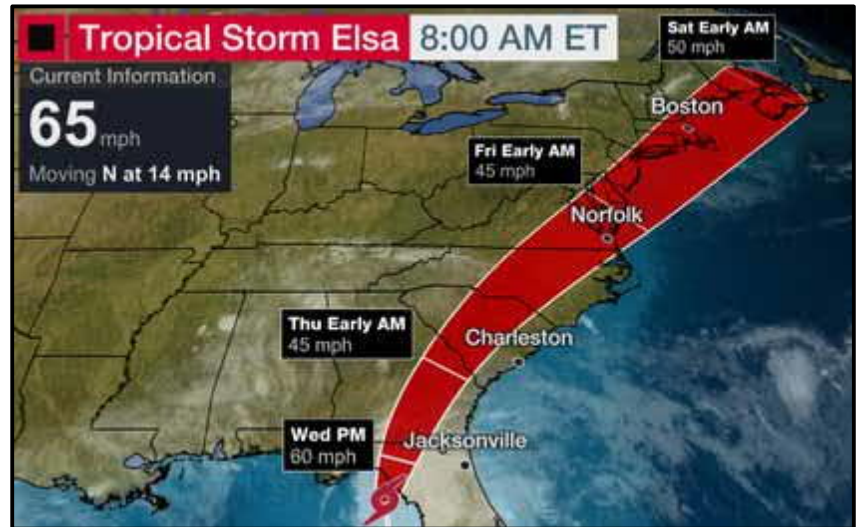 Tropical Storm Elsa 8:00 AM ET
Current Information
65 mph
Moving N at 14 mph
Sat Early AM
50 mph
Boston
Fri Early AM
45 mph
Norfolk
Thu Early AM
45 mph
Charleston
Wed PM
60 mph
Jacksonville